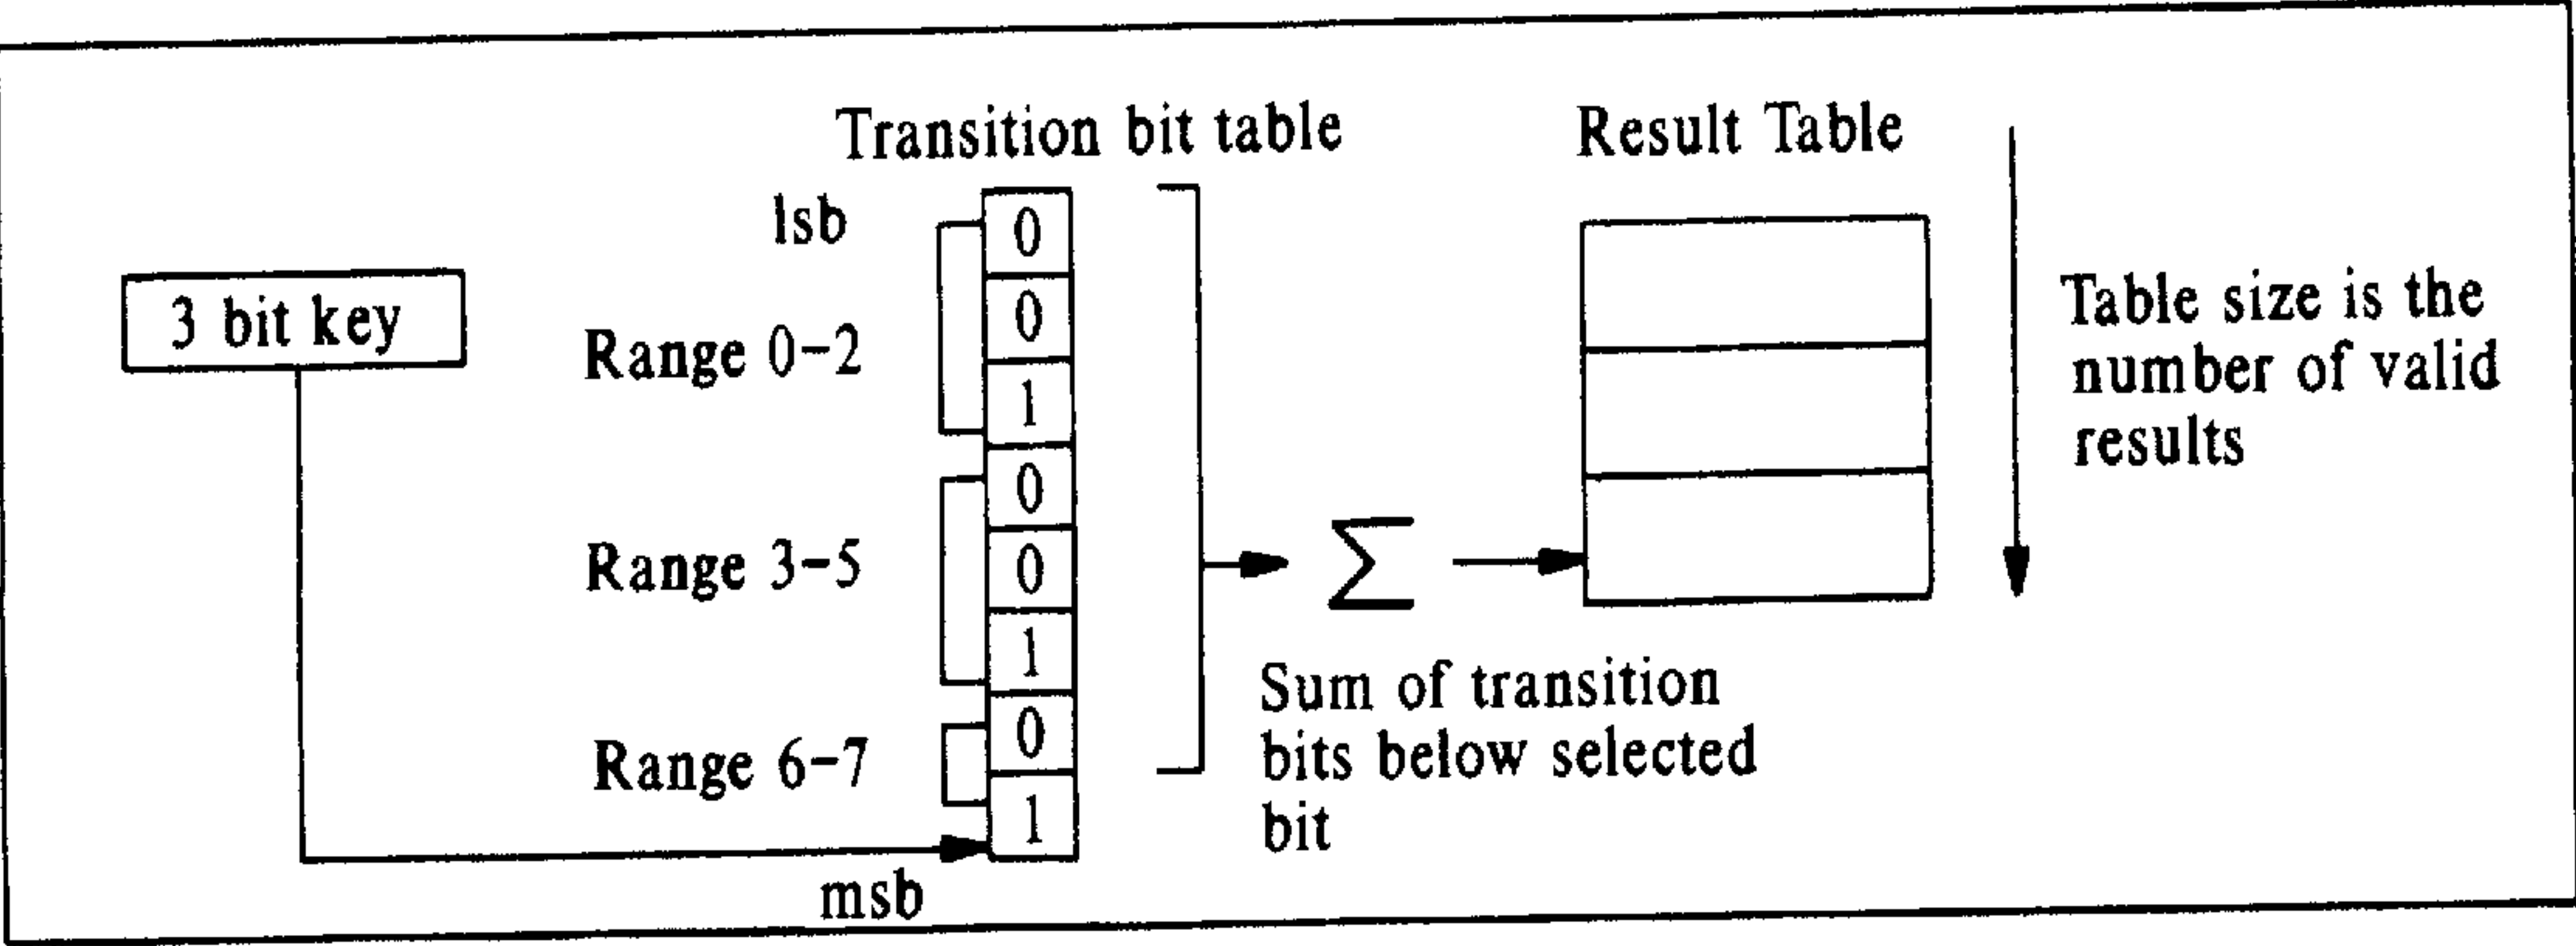 Transition bit table
Result Table
lsb
3 bit key
Range 0-2
Range 3-5
Range 6-7
msb
0
0
1
0
0
1
0
1
Σ
Sum of transition
bits below selected
bit
Table size is the
number of valid
results